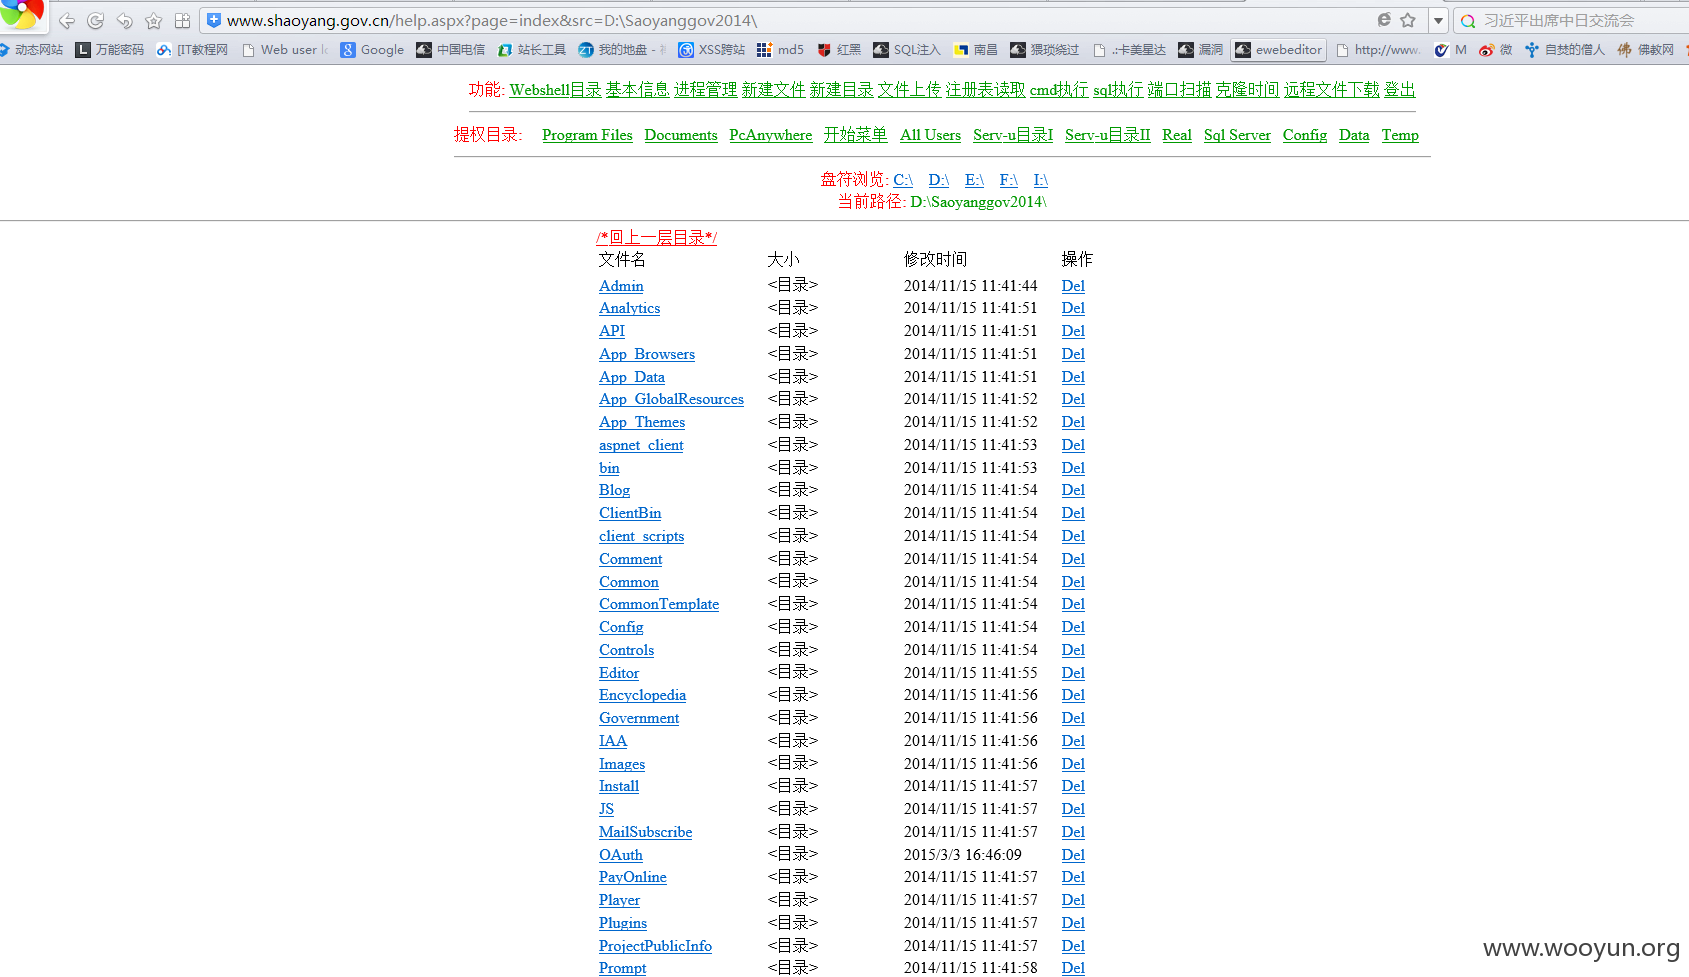 www.shaoyang.gov.cn/help.aspx?page=index&src=D:\Saoyanggov2014\ 习近平出席中日交流会
动态网站 万能密码 [IT教程网 Web user l Google 中国电信 站长工具 我的地盘 - XSS跨站 md5 红黑 SQL注入 南昌 猥琐绕过 .:卡美星达 漏洞 ewebeditor http://www. M 微 自焚的僧人 佛教网
功能: Webshell目录 基本信息 进程管理 新建文件 新建目录 文件上传 注册表读取 cmd执行 sql执行 端口扫描 克隆时间 远程文件下载 登出
提权目录: Program Files Documents PcAnywhere 开始菜单 All Users Serv-u目录I Serv-u目录II Real Sql Server Config Data Temp
盘符浏览: C:\ D:\ E:\ F:\ I:\
当前路径: D:\Saoyanggov2014\
/*回上一层目录*/
文件名 大小 修改时间 操作
Admin <目录> 2014/11/15 11:41:44 Del
Analytics <目录> 2014/11/15 11:41:51 Del
API <目录> 2014/11/15 11:41:51 Del
App_Browsers <目录> 2014/11/15 11:41:51 Del
App_Data <目录> 2014/11/15 11:41:51 Del
App_GlobalResources <目录> 2014/11/15 11:41:52 Del
App_Themes <目录> 2014/11/15 11:41:52 Del
aspnet_client <目录> 2014/11/15 11:41:53 Del
bin <目录> 2014/11/15 11:41:53 Del
Blog <目录> 2014/11/15 11:41:54 Del
ClientBin <目录> 2014/11/15 11:41:54 Del
client_scripts <目录> 2014/11/15 11:41:54 Del
Comment <目录> 2014/11/15 11:41:54 Del
Common <目录> 2014/11/15 11:41:54 Del
CommonTemplate <目录> 2014/11/15 11:41:54 Del
Config <目录> 2014/11/15 11:41:54 Del
Controls <目录> 2014/11/15 11:41:54 Del
Editor <目录> 2014/11/15 11:41:55 Del
Encyclopedia <目录> 2014/11/15 11:41:56 Del
Government <目录> 2014/11/15 11:41:56 Del
IAA <目录> 2014/11/15 11:41:56 Del
Images <目录> 2014/11/15 11:41:56 Del
Install <目录> 2014/11/15 11:41:57 Del
JS <目录> 2014/11/15 11:41:57 Del
MailSubscribe <目录> 2014/11/15 11:41:57 Del
OAuth <目录> 2015/3/3 16:46:09 Del
PayOnline <目录> 2014/11/15 11:41:57 Del
Player <目录> 2014/11/15 11:41:57 Del
Plugins <目录> 2014/11/15 11:41:57 Del
ProjectPublicInfo <目录> 2014/11/15 11:41:57 Del
Prompt <目录> 2014/11/15 11:41:58 Del
www.wooyun.org